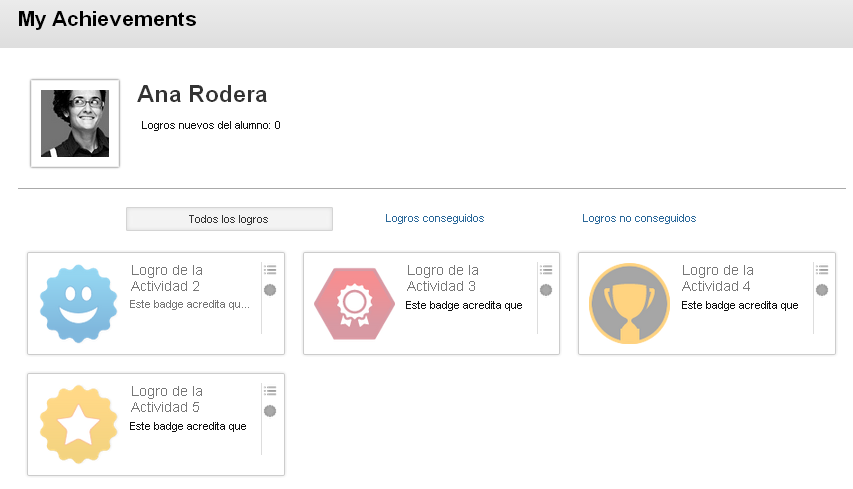 My Achievements
Ana Rodera
Logros nuevos del alumno: 0
Todos los logros
Logros conseguidos
Logros no conseguidos
Logro de la
Actividad 2
Este badge acredita qu...
Logro de la
Actividad 3
Este badge acredita que
Logro de la
Actividad 4
Este badge acredita que
Logro de la
Actividad 5
Este badge acredita que